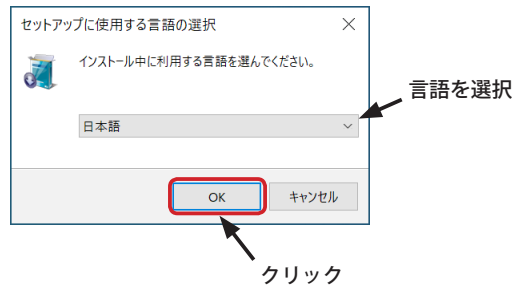 セットアップに使用する言語の選択
インストール中に利用する言語を選んでください。
言語を選択
日本語
OK
キャンセル
クリック